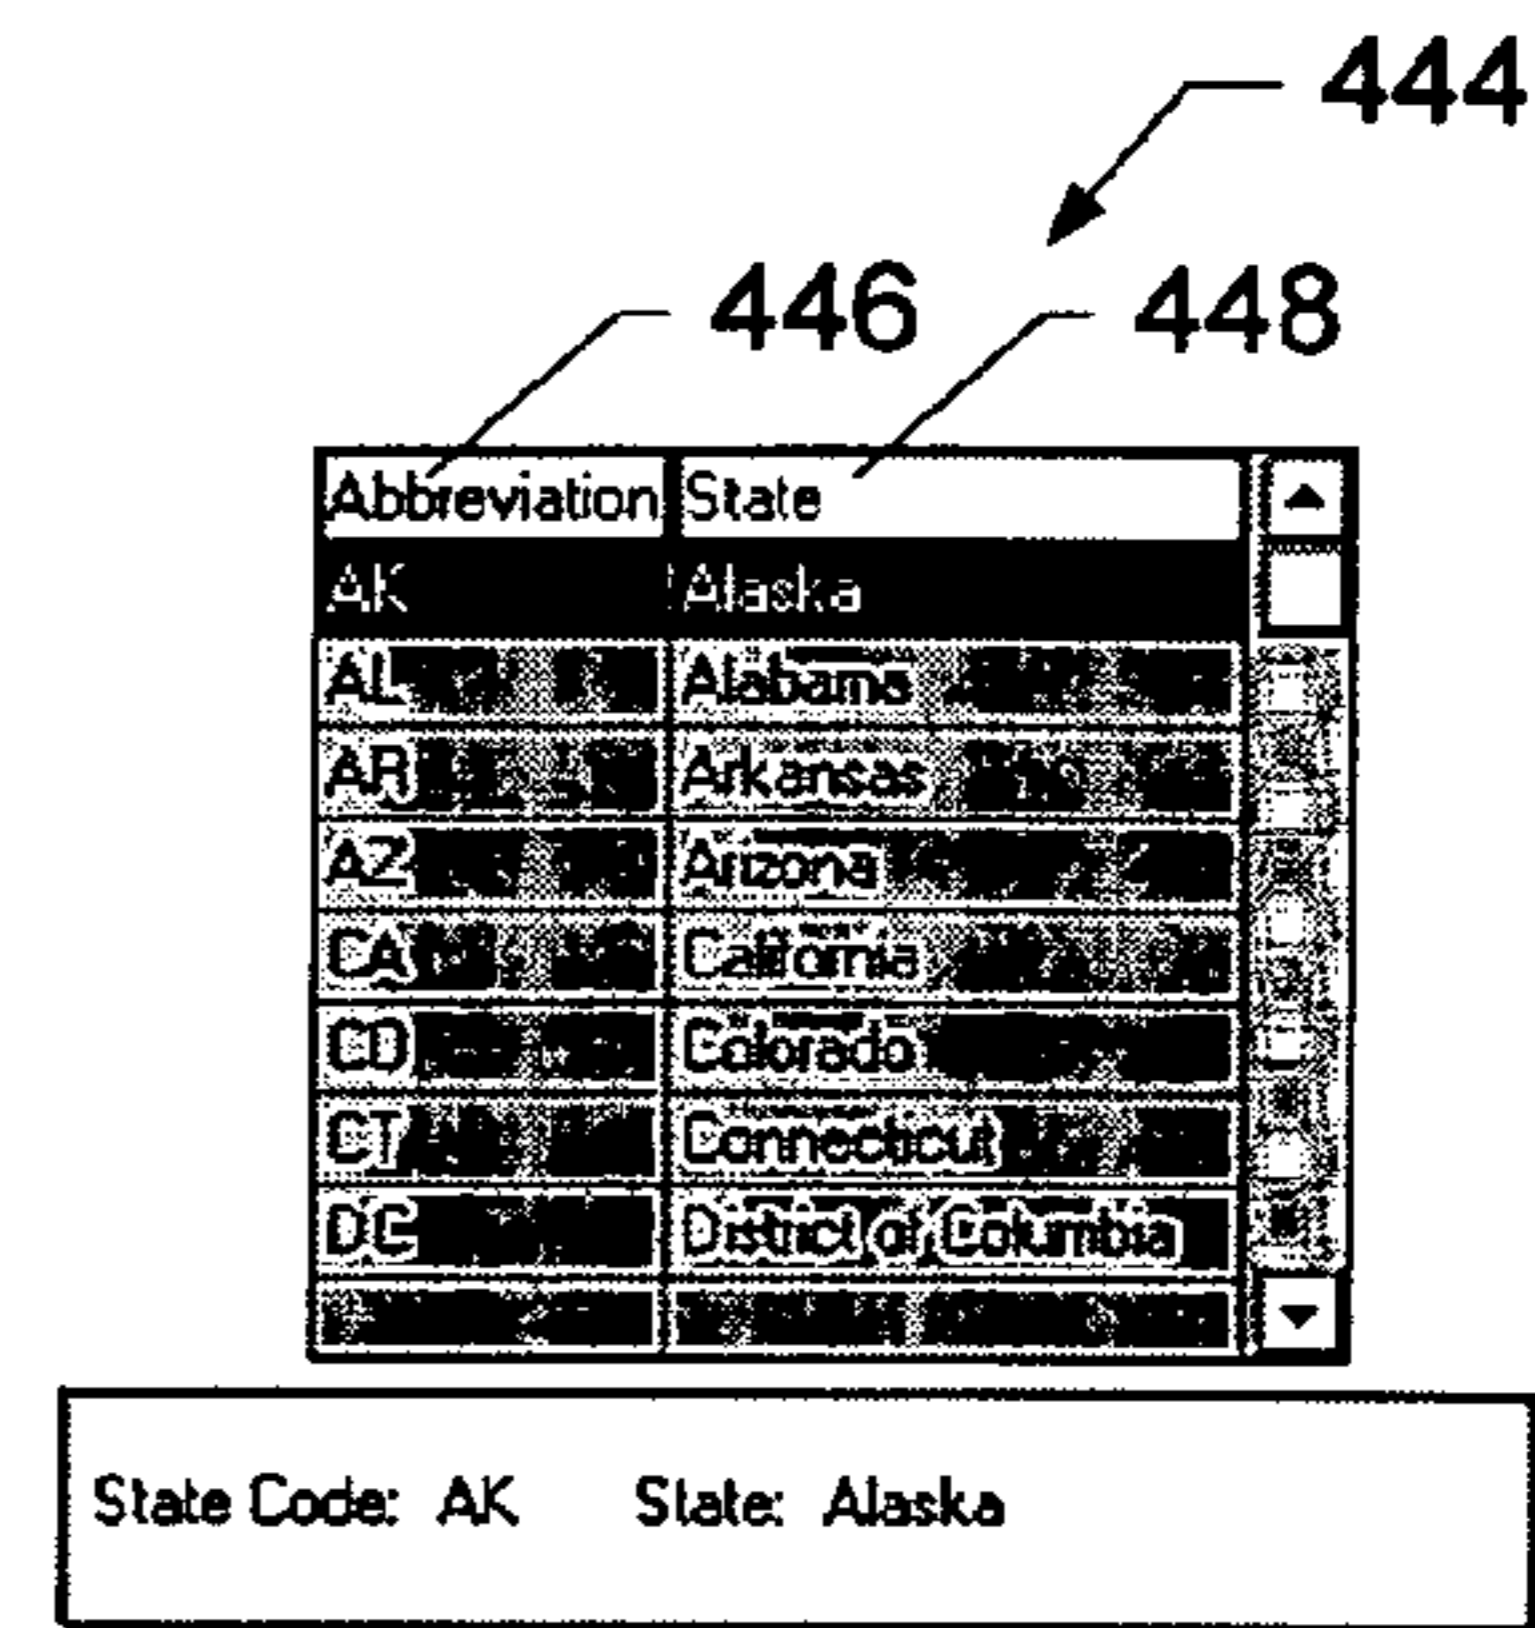 444
446 448
Abbreviation State
AK Alaska
AL Alabama
AR Arkansas
AZ Arizona
CA California
CO Colorado
CT Connecticut
DC District of Columbia
State Code: AK State: Alaska